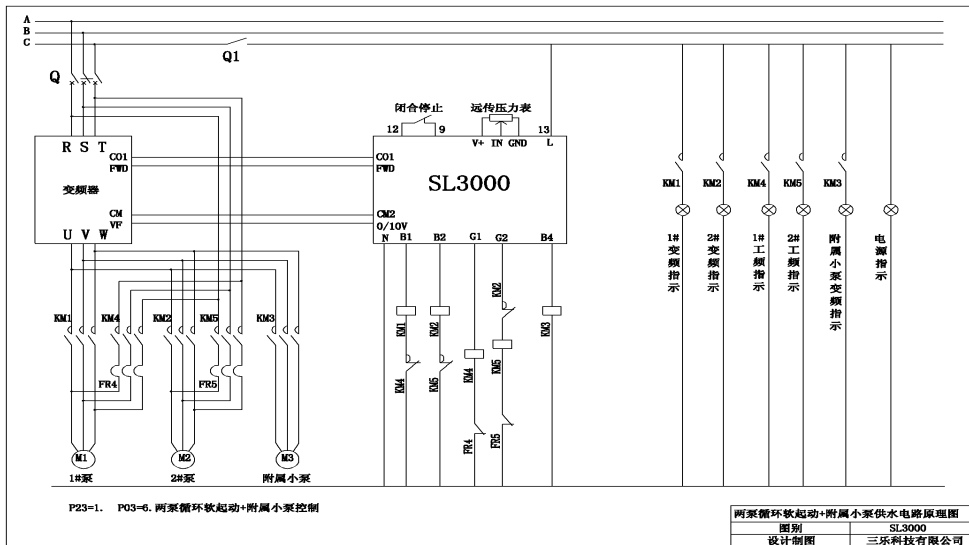 A
B
C
Q1
Q
闭合停止
12 9
远传压力表
V+ IN GND
13
L
R S T
CO1
FWD
变频器
CM
VF
U V W
CO1
FWD
SL3000
CM2
0/10V
N B1 B2 G1 G2 B4
KM1
KM2
KM4
KM5
KM3
1#变频指示
2#变频指示
1#工频指示
2#工频指示
附属小泵变频指示
电源指示
KM2
KM1
KM2
KM3
KM4
KM5
KM4
KM5
FR4
FR5
KM1 KM4 KM2 KM5 KM3
FR4
FR5
M1
M2
M3
1#泵
2#泵
附属小泵
P23=1. P03=6. 两泵循环软起动+附属小泵控制
两泵循环软起动+附属小泵供水电路原理图
图别 SL3000
设计制图 三乐科技有限公司